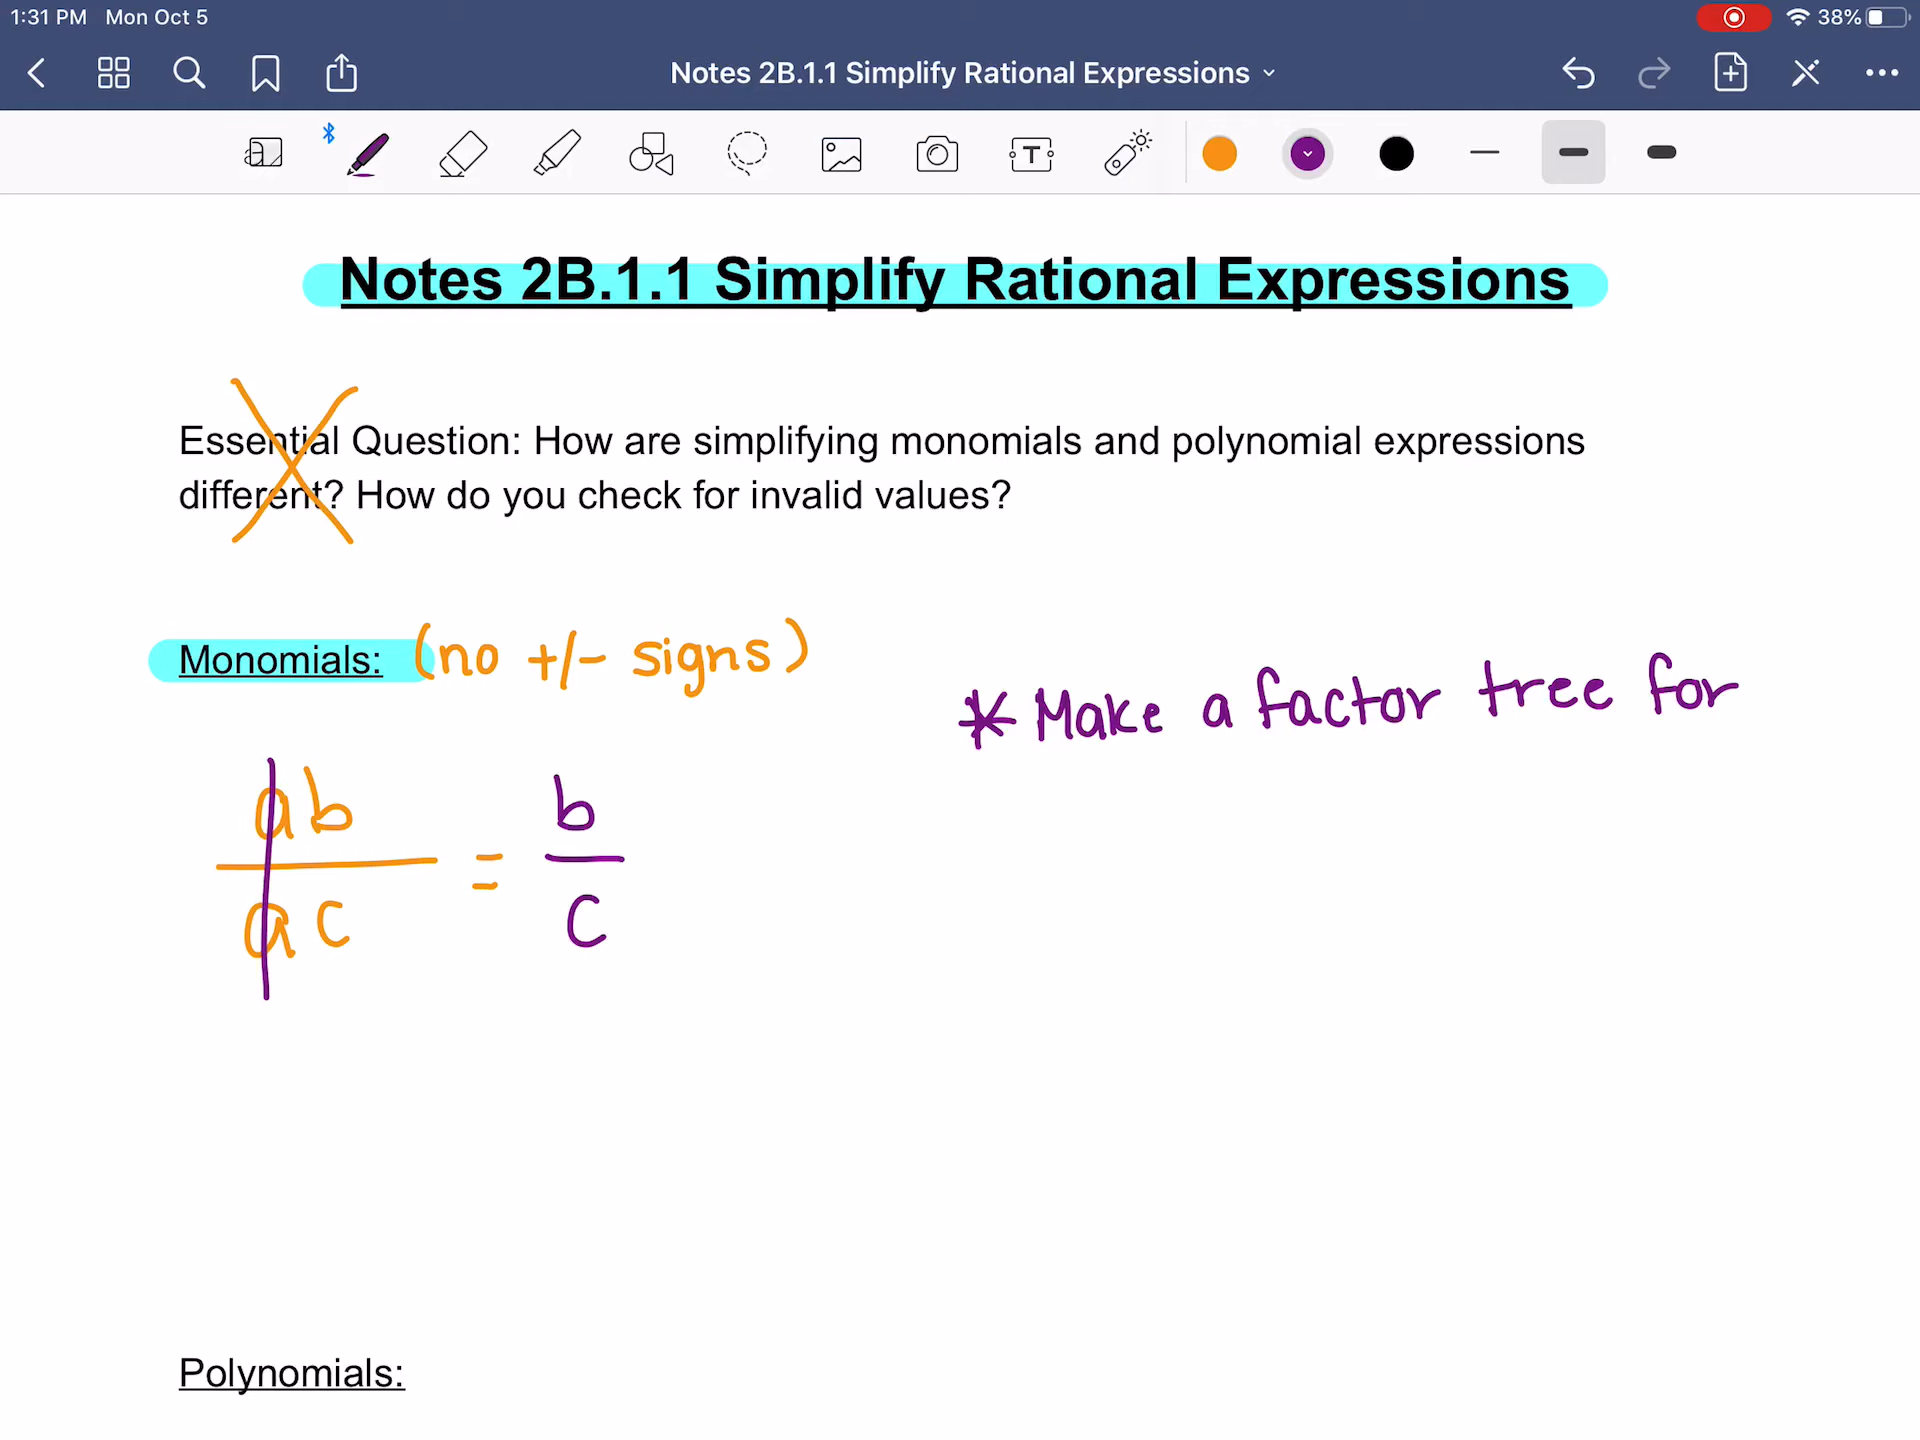 1:31 PM Mon Oct 5
38%
Notes 2B.1.1 Simplify Rational Expressions
a
T
Notes 2B.1.1 Simplify Rational Expressions
Essential Question: How are simplifying monomials and polynomial expressions
different? How do you check for invalid values?
Monomials: (no +/- signs)
* Make a factor tree for
ab
b
=
ac
c
Polynomials: